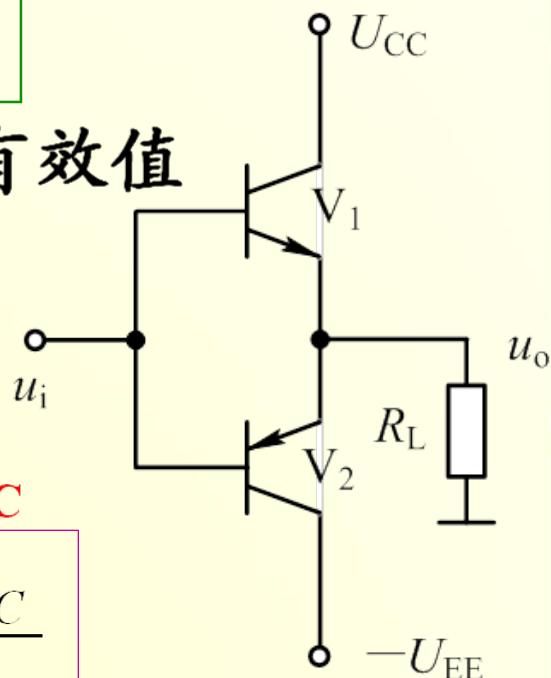 U_CC
有效值
V_1
u_i
u_o
R_L
V_2
C
C
—U_EE